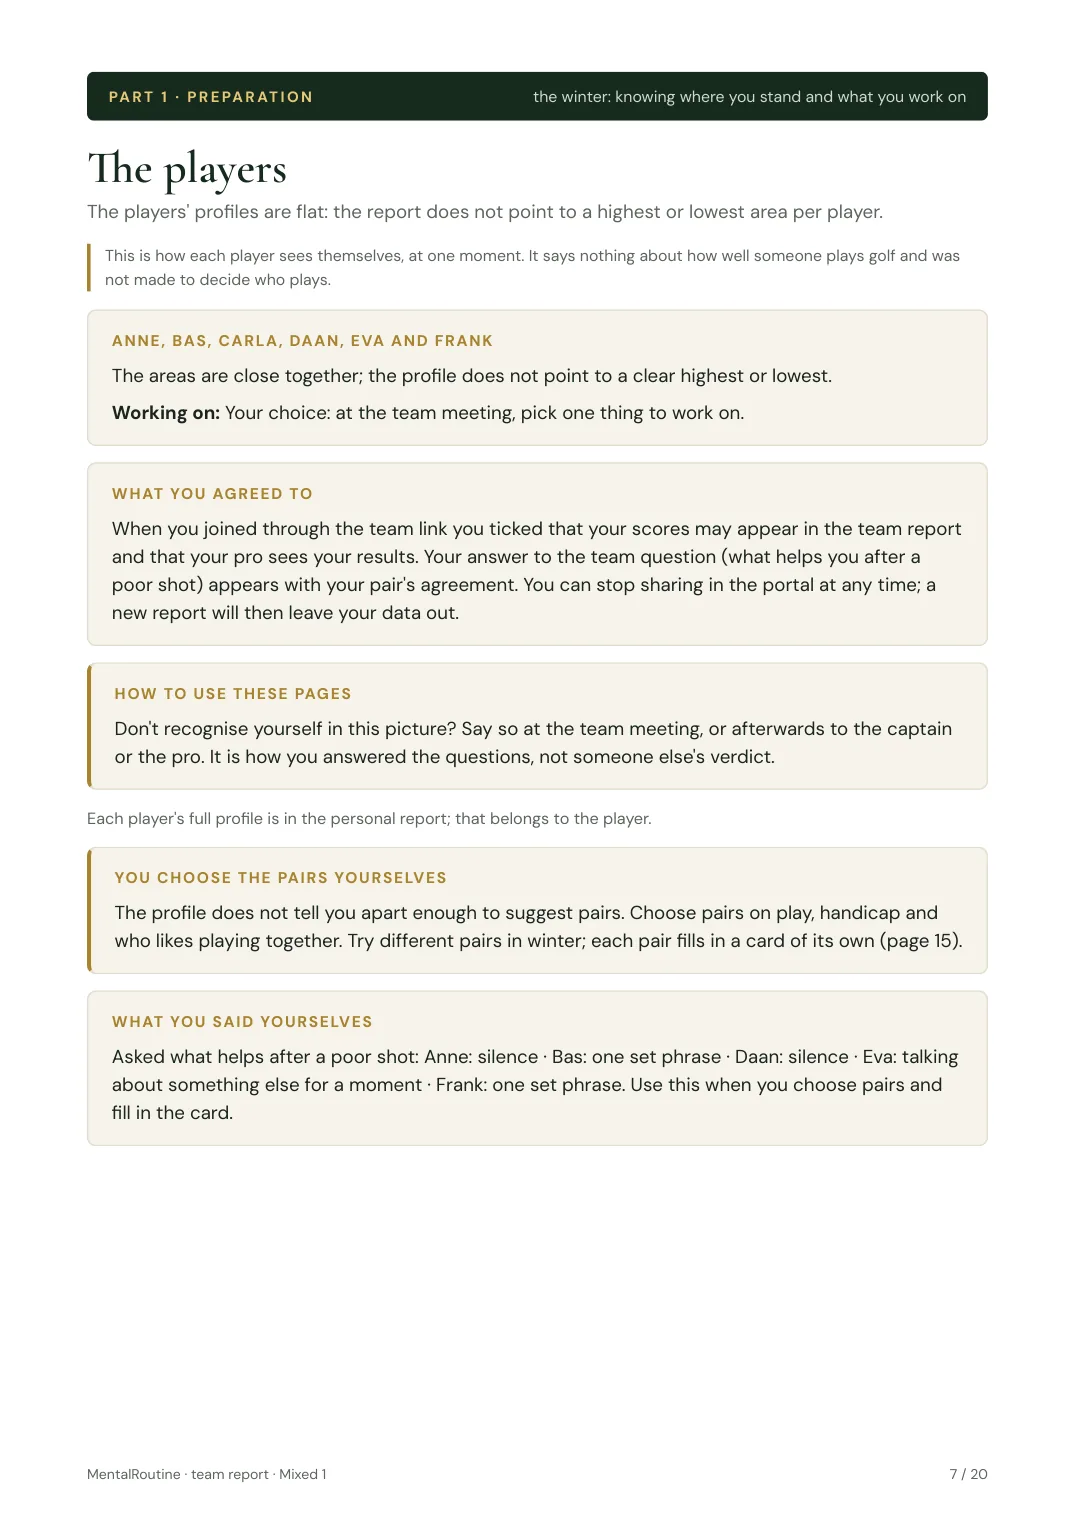 PART 1 · PREPARATION
the winter: knowing where you stand and what you work on
The players
The players' profiles are flat: the report does not point to a highest or lowest area per player.
This is how each player sees themselves, at one moment. It says nothing about how well someone plays golf and was
not made to decide who plays.
ANNE, BAS, CARLA, DAAN, EVA AND FRANK
The areas are close together; the profile does not point to a clear highest or lowest.
Working on: Your choice: at the team meeting, pick one thing to work on.
WHAT YOU AGREED TO
When you joined through the team link you ticked that your scores may appear in the team report
and that your pro sees your results. Your answer to the team question (what helps you after a
poor shot) appears with your pair's agreement. You can stop sharing in the portal at any time; a
new report will then leave your data out.
HOW TO USE THESE PAGES
Don't recognise yourself in this picture? Say so at the team meeting, or afterwards to the captain
or the pro. It is how you answered the questions, not someone else's verdict.
Each player's full profile is in the personal report; that belongs to the player.
YOU CHOOSE THE PAIRS YOURSELVES
The profile does not tell you apart enough to suggest pairs. Choose pairs on play, handicap and
who likes playing together. Try different pairs in winter; each pair fills in a card of its own (page 15).
WHAT YOU SAID YOURSELVES
Asked what helps after a poor shot: Anne: silence · Bas: one set phrase · Daan: silence · Eva: talking
about something else for a moment · Frank: one set phrase. Use this when you choose pairs and
fill in the card.
MentalRoutine · team report · Mixed 1
7 / 20